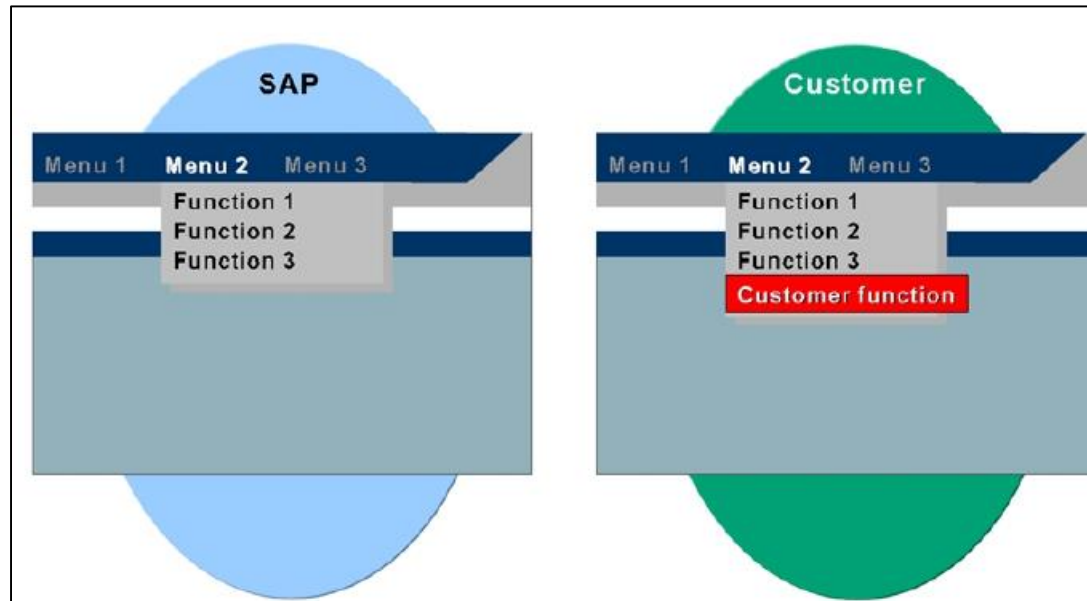 SAP
Menu 1 Menu 2 Menu 3
Function 1
Function 2
Function 3
Customer
Menu 1 Menu 2 Menu 3
Function 1
Function 2
Function 3
Customer function